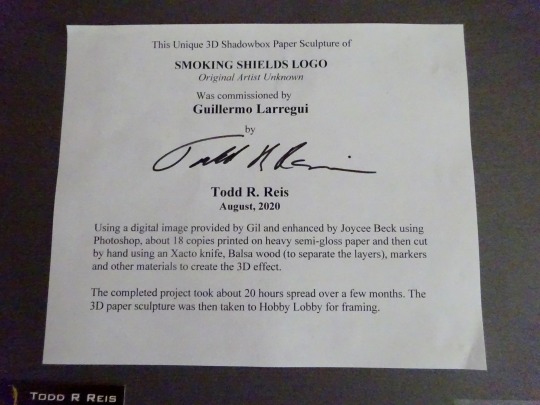 This Unique 3D Shadowbox Paper Sculpture of
SMOKING SHIELDS LOGO
Original Artist Unknown
Was commissioned by
Guillermo Larregui
by
Todd R. Reis
Todd R. Reis
August, 2020
Using a digital image provided by Gil and enhanced by Joycee Beck using
Photoshop, about 18 copies printed on heavy semi-gloss paper and then cut
by hand using an Xacto knife, Balsa wood (to separate the layers), markers
and other materials to create the 3D effect.
The completed project took about 20 hours spread over a few months. The
3D paper sculpture was then taken to Hobby Lobby for framing.
TODD R REIS